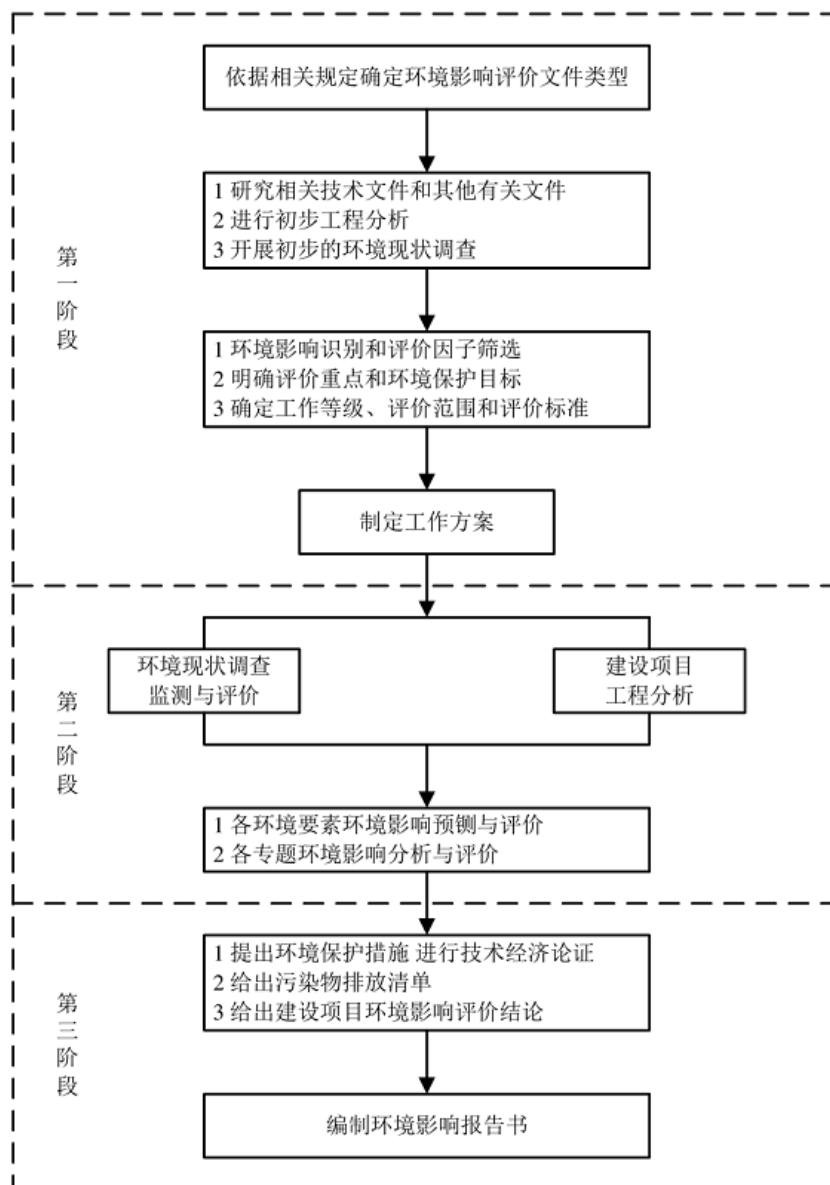 依据相关规定确定环境影响评价文件类型
1 研究相关技术文件和其他有关文件
2 进行初步工程分析
3 开展初步的环境现状调查
第一阶段
1 环境影响识别和评价因子筛选
2 明确评价重点和环境保护目标
3 确定工作等级、评价范围和评价标准
制定工作方案
环境现状调查
监测与评价
建设项目
工程分析
第二阶段
1 各环境要素环境影响预铡与评价
2 各专题环境影响分析与评价
1 提出环境保护措施 进行技术经济论证
2 给出污染物排放清单
3 给出建设项目环境影响评价结论
第三阶段
编制环境影响报告书